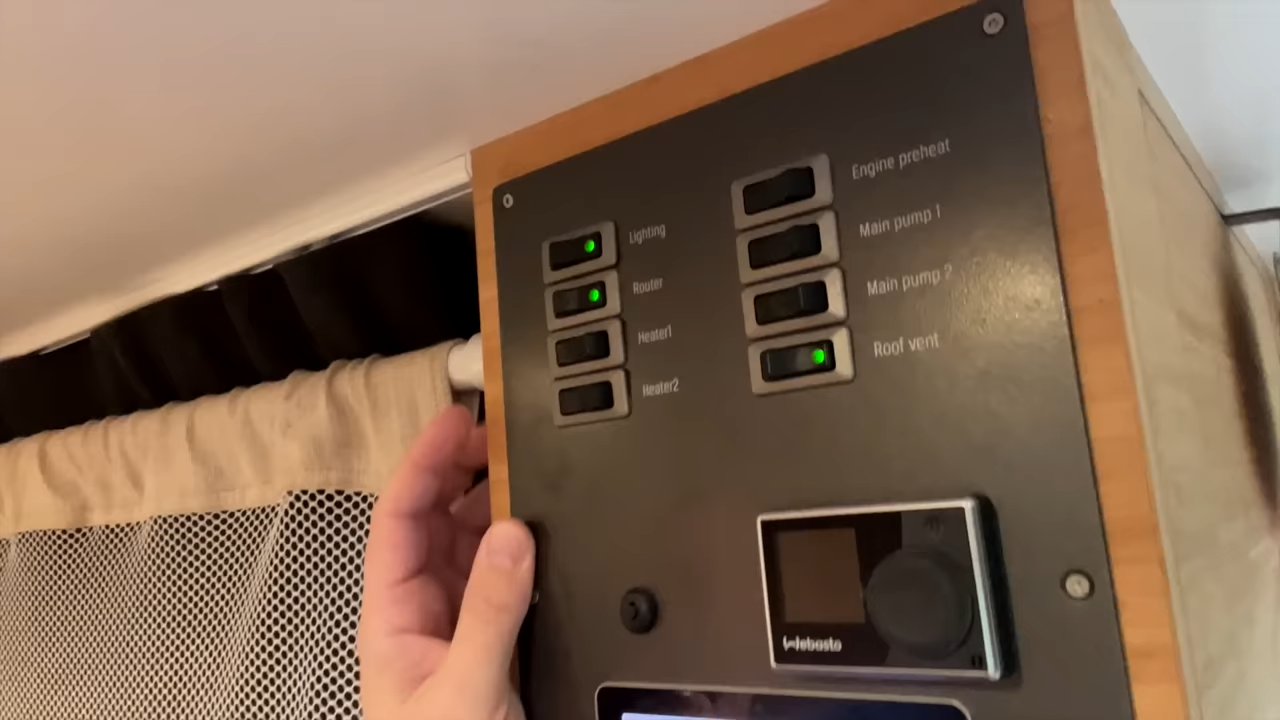 Lighting
Router
Heater1
Heater2
Engine preheat
Main pump 1
Main pump 2
Roof vent
Webasto